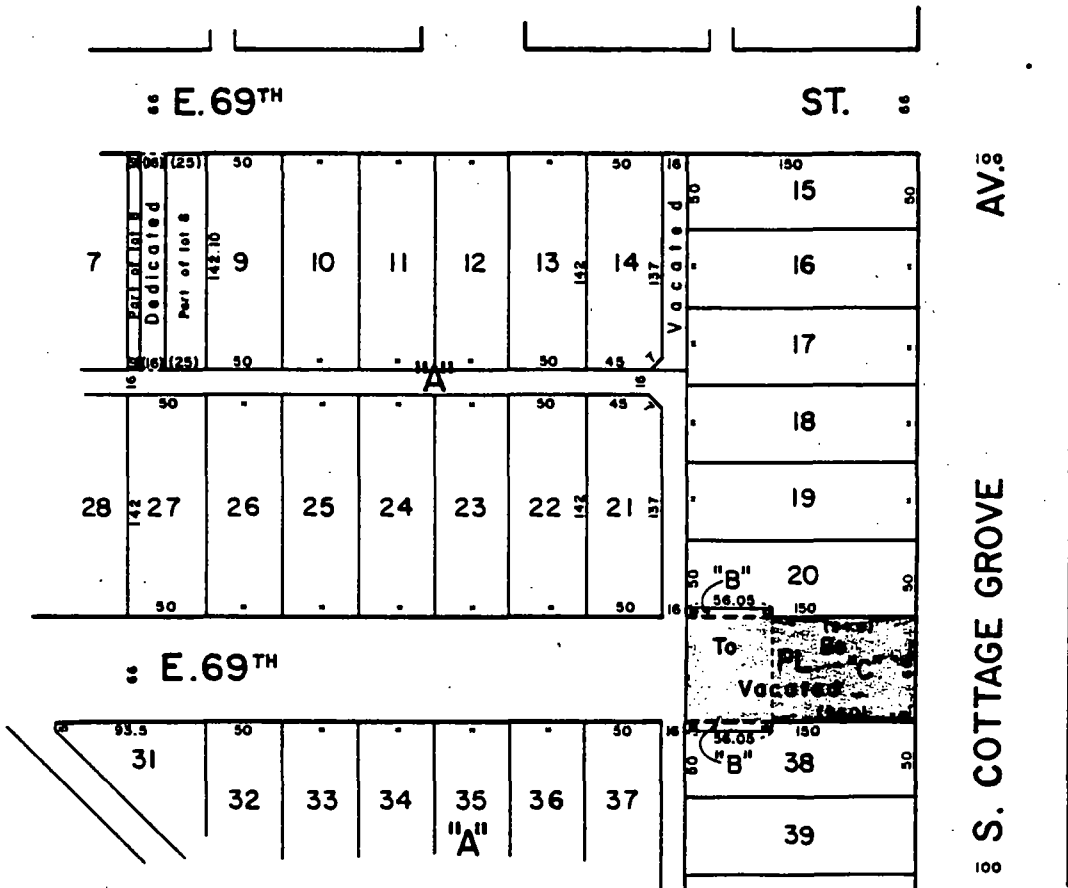 66 E. 69TH ST. 66
100
S. COTTAGE GROVE AV.
(16) (25) 50 " " " " 50 16 150
7
Part of lot 8
Dedicated
Part of lot 8
142.10
9 10 11 12 13 142 14 137
Vacated
50 15 50
" 16 "
" 17 "
" 18 "
" 19 "
50 20 50
(16) (25) 50 " " " 50 45 7
16 "A" 16
50 " " " " 50 45 7
28 142 27 26 25 24 23 22 142 21 137
50 " " " " 50 16
"B"
56.05 150
66 E. 69TH PL.
To Be
"C"
Vacated
93.5 50 " " " " 50 16 56.05 150
"B"
31 32 33 34 35 36 37
"A"
50 38 50
39
100